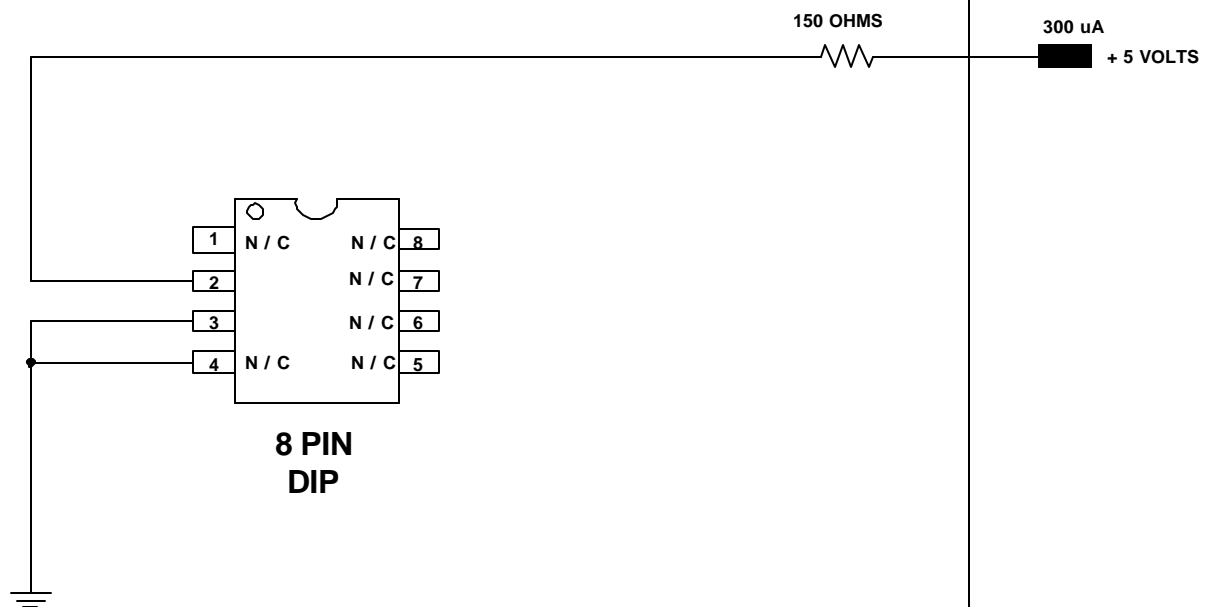 150 OHMS
300 uA
+ 5 VOLTS
1 N / C N / C 8
2 N / C 7
3 N / C 6
4 N / C N / C 5
8 PIN
DIP